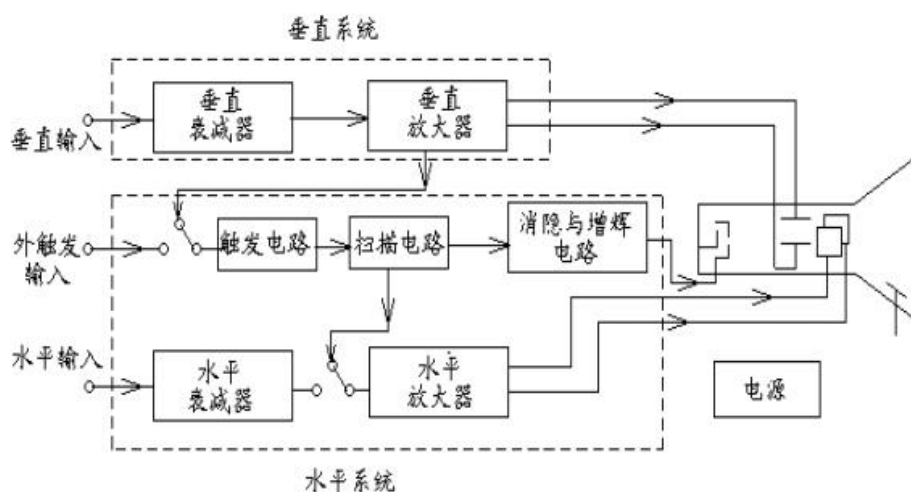 垂直系统
垂直
衰减器
垂直
放大器
垂直输入
外触发
输入
触发电路
扫描电路
消隐与增辉
电路
水平输入
水平
衰减器
水平
放大器
电源
水平系统